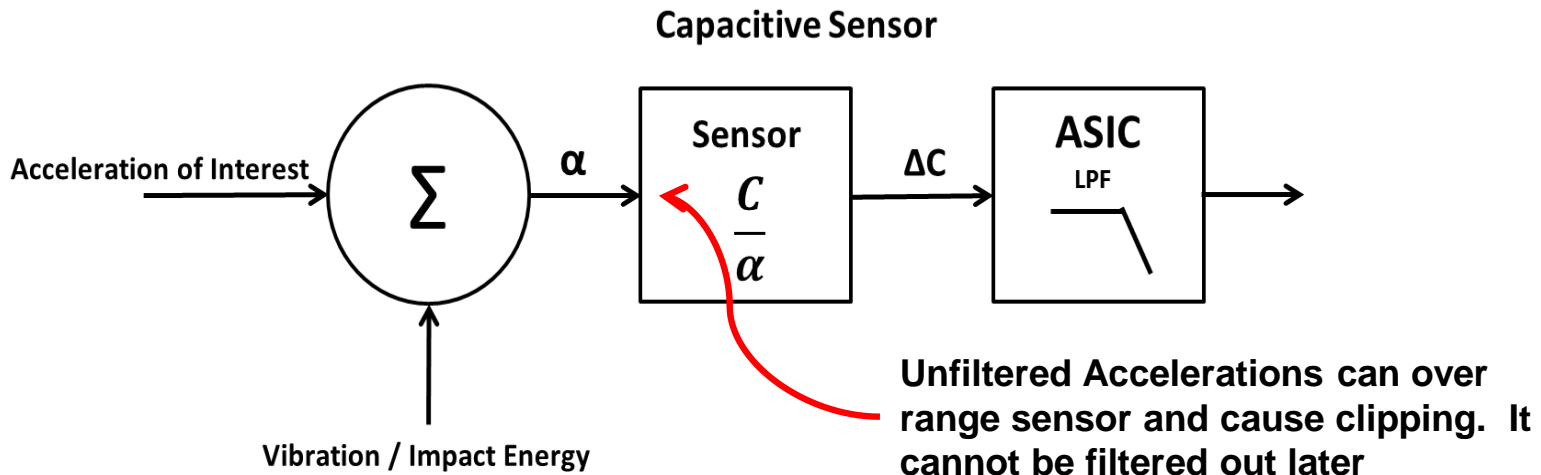 Capacitive Sensor
Acceleration of Interest
Σ
α
Sensor
C
α
ΔC
ASIC
LPF
Vibration / Impact Energy
Unfiltered Accelerations can over
range sensor and cause clipping. It
cannot be filtered out later